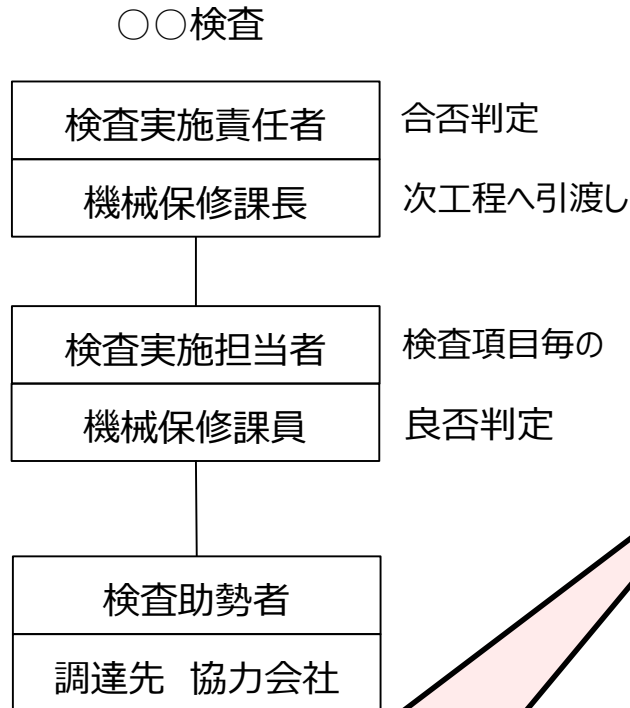 ○○検査
検査実施責任者
合否判定
機械保修課長
次工程へ引渡し
検査実施担当者
検査項目毎の
機械保修課員
良否判定
検査助勢者
調達先 協力会社